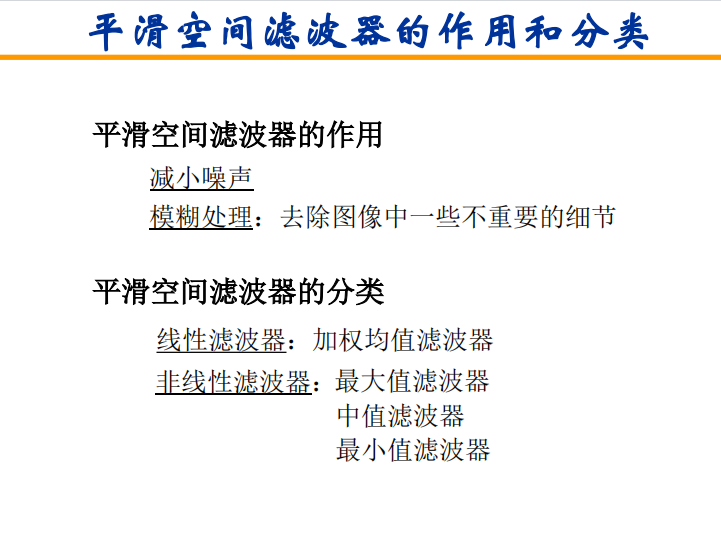 平滑空间滤波器的作用和分类
平滑空间滤波器的作用
减小噪声
模糊处理：去除图像中一些不重要的细节
平滑空间滤波器的分类
线性滤波器：加权均值滤波器
非线性滤波器：最大值滤波器
中值滤波器
最小值滤波器